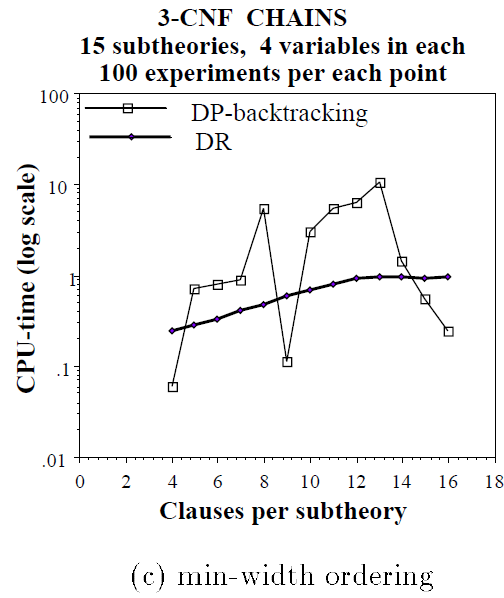 3-CNF CHAINS
15 subtheories, 4 variables in each
100 experiments per each point
100
DP-backtracking
DR
10
1
.1
.01
CPU-time (log scale)
0 2 4 6 8 10 12 14 16 18
Clauses per subtheory
(c) min-width ordering